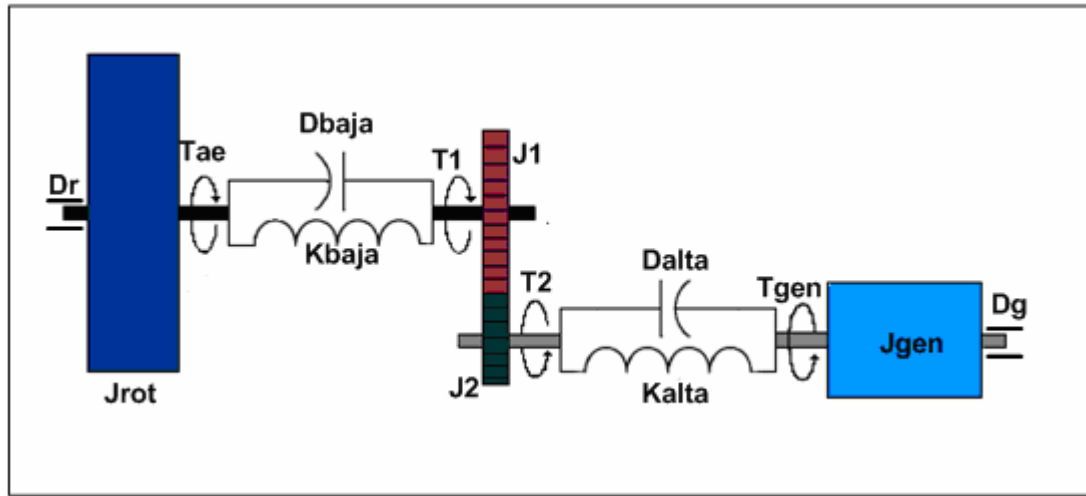 Dbaja
Tae
T1
J1
Dr
Kbaja
T2
Dalta
Tgen
Dg
Jgen
Jrot
J2
Kalta